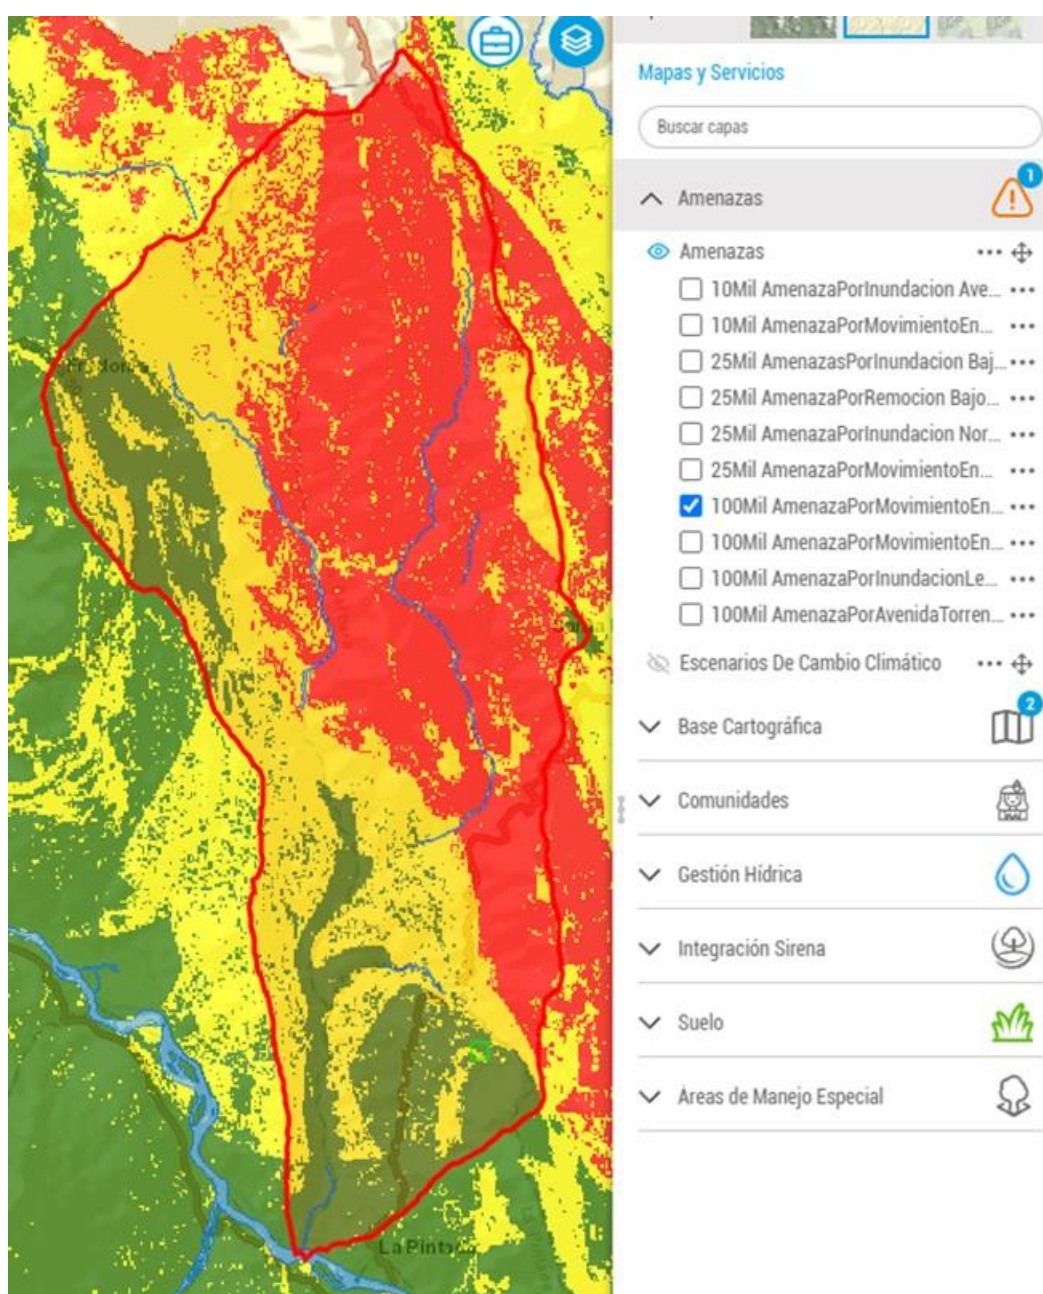 Mapas y Servicios
Buscar capas
Amenazas
1
Amenazas
10Mil AmenazaPorInundacion Ave...
10Mil AmenazaPorMovimientoEn...
25Mil AmenazasPorInundacion Baj...
25Mil AmenazaPorRemocion Bajo...
25Mil AmenazaPorInundacion Nor...
25Mil AmenazaPorMovimientoEn...
100Mil AmenazaPorMovimientoEn...
100Mil AmenazaPorMovimientoEn...
100Mil AmenazaPorInundacionLe...
100Mil AmenazaPorAvenidaTorren...
Escenarios De Cambio Climático
2
Base Cartográfica
Comunidades
Gestión Hídrica
Integración Sirena
Suelo
Áreas de Manejo Especial
La Pintada